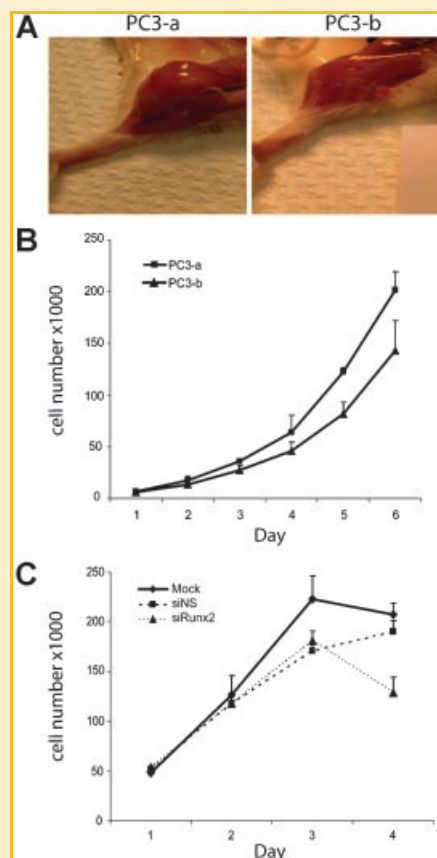 A
PC3-a PC3-b
B
250
200
150
100
50
0
PC3-a
PC3-b
cell number x1000
1 2 3 4 5 6
Day
C
250
200
150
100
50
0
Mock
siNS
siRunx2
cell number x1000
1 2 3 4
Day